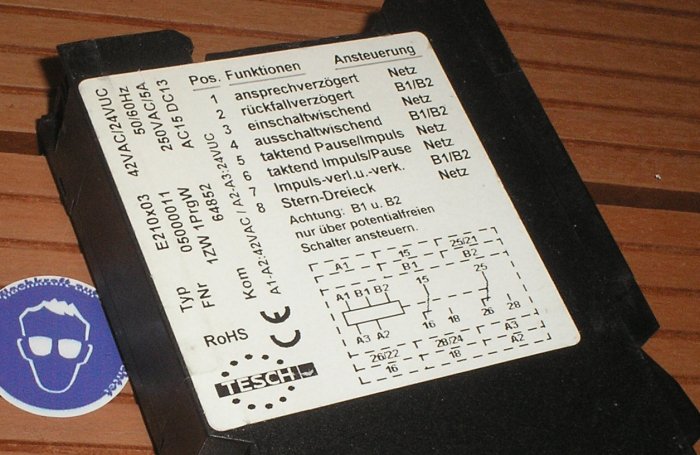 Pos. Funktionen Ansteuerung
1 ansprechverzögert Netz
2 rückfallverzögert B1/B2
3 einschaltwischend Netz
4 ausschaltwischend B1/B2
5 taktend Pause/Impuls Netz
6 taktend Impuls/Pause Netz
7 Impuls-verl.u.-verk. B1/B2
8 Stern-Dreieck Netz
Achtung: B1 u. B2
nur über potentialfreien
Schalter ansteuern.
Typ E210x03 42VAC/24VUC
05000011 50/60Hz
FNr 1ZW 1PrgW 250VAC/5A
64852 AC15 DC13
Kom A1-A2:42VAC / A2-A3:24VUC
RoHS
CE
TESCH
A1 15 25/21
B1 B2
A1 B1 B2 15 25
A3 A2 16 18 26 28
26/22 28/24 A3
16 18 A2